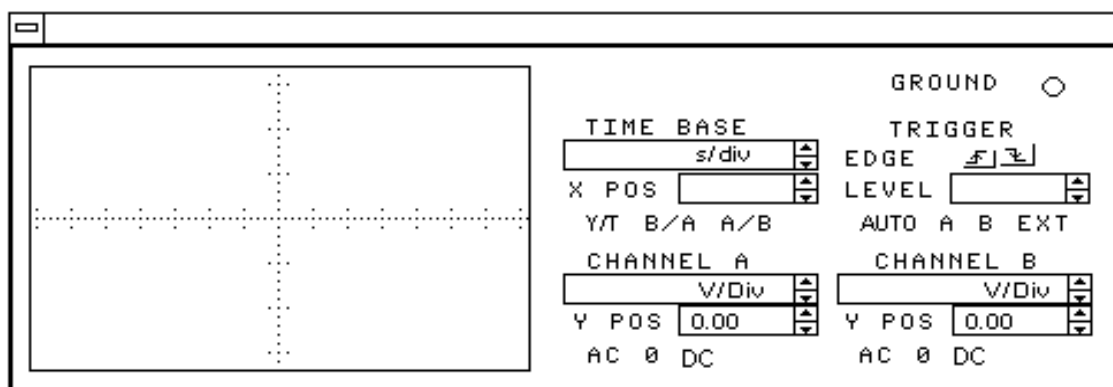 GROUND
TIME BASE
s/div
X POS
Y/T B/A A/B
TRIGGER
EDGE
LEVEL
AUTO A B EXT
CHANNEL A
V/Div
Y POS 0.00
AC 0 DC
CHANNEL B
V/Div
Y POS 0.00
AC 0 DC